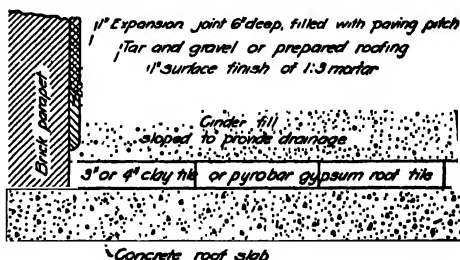 1" Expansion joint 6" deep, filled with paving pitch
Tar and gravel or prepared roofing
1" surface finish of 1:3 mortar
Brick parapet
Cinder fill
sloped to provide drainage
3" or 4" clay tile or pyrobar gypsum roof tile
Concrete roof slab